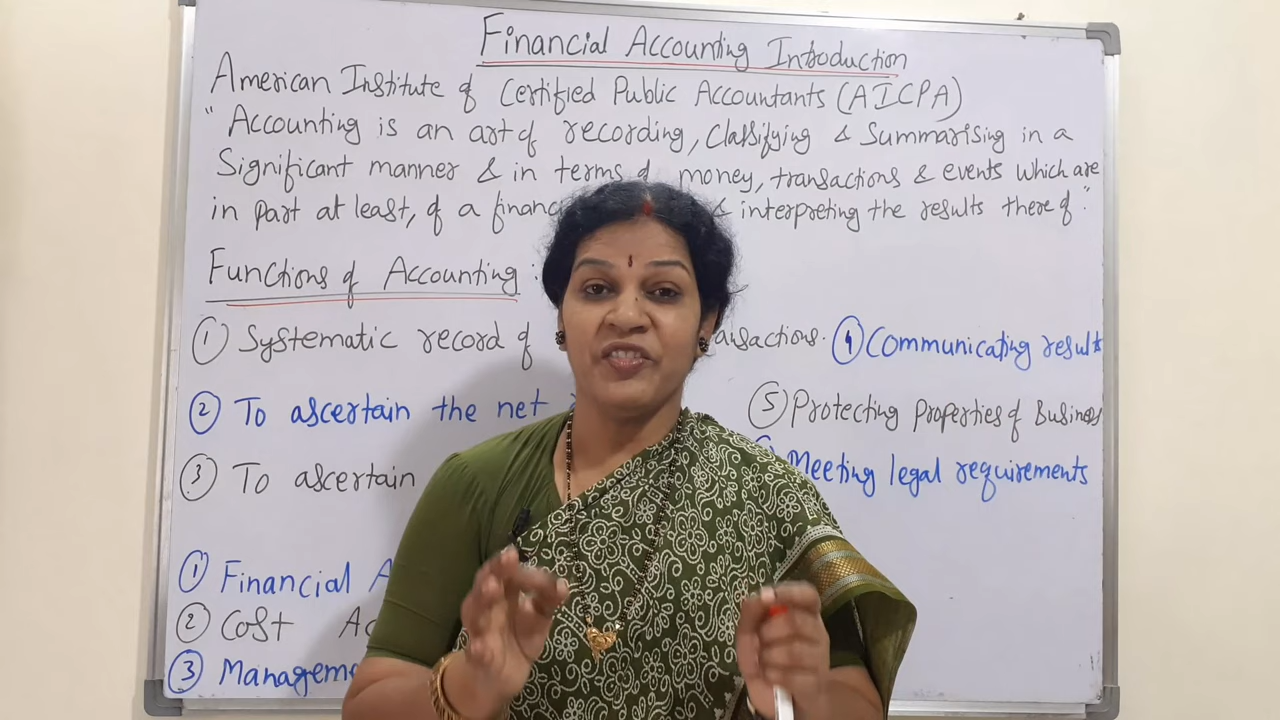 Financial Accounting Introduction
American Institute of Certified Public Accountants (AICPA)
"Accounting is an art of recording, Classifying & Summarising in a
Significant manner & in terms of money, transactions & events which are
in part at least, of a financ & interpreting the results there of"
Functions of Accounting :
① Systematic record of ansactions.
② To ascertain the net
③ To ascertain
④ Communicating results
⑤ Protecting Properties of Business
Meeting legal requirements
① Financial A
② Cost Ac
③ Manageme